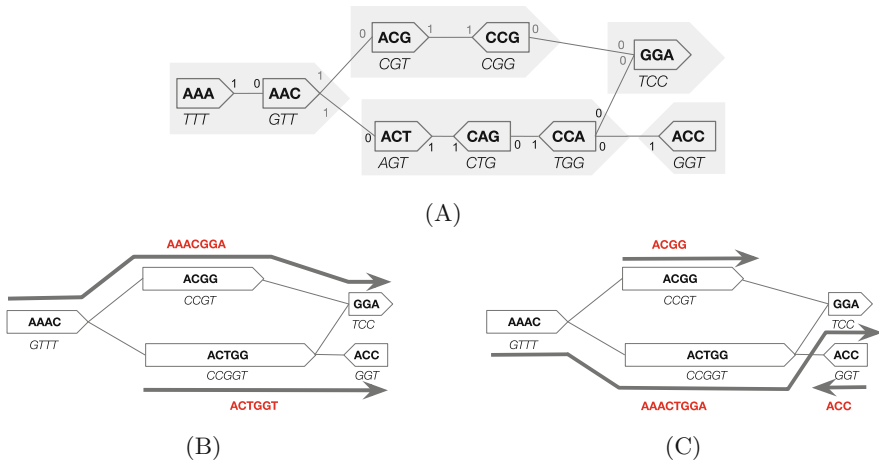 0 ACG 1 1 CCG 0
CGT CGG
0
0
GGA
TCC
AAA 1 0 AAC 1
TTT GTT 1
0 ACT 1 1 CAG 0 1 CCA 0 0 1 ACC
AGT CTG TGG GGT
(A)
AAACGGA
ACGG
CCGT
AAAC
GTTT
GGA
TCC
ACTGG
CCGGT
ACC
GGT
ACTGGT
(B)
ACGG
ACGG
CCGT
AAAC
GTTT
GGA
TCC
ACTGG
CCGGT
ACC
GGT
AAACTGGA
ACC
(C)